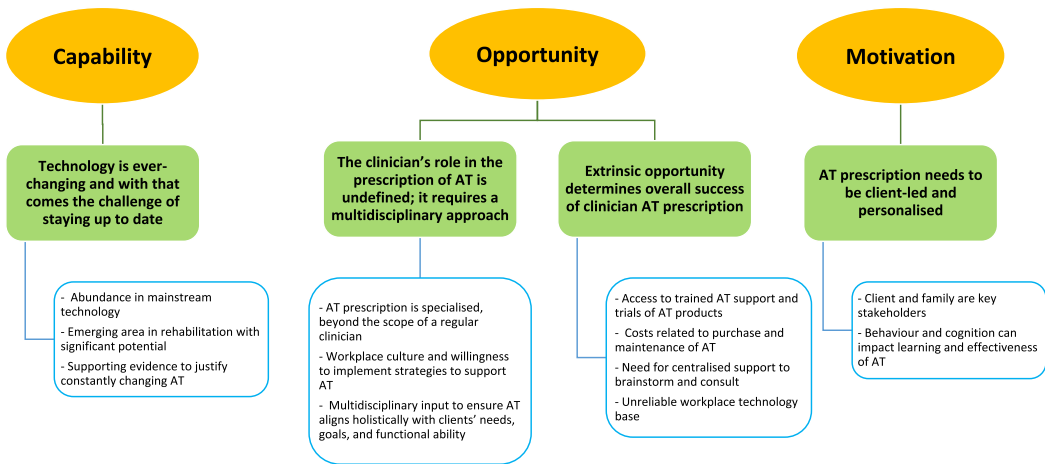 Capability
Opportunity
Motivation
Technology is ever-
changing and with that
comes the challenge of
staying up to date
The clinician's role in the
prescription of AT is
undefined; it requires a
multidisciplinary approach
Extrinsic opportunity
determines overall success
of clinician AT prescription
AT prescription needs to
be client-led and
personalised
- Abundance in mainstream
technology
- Emerging area in rehabilitation with
significant potential
- Supporting evidence to justify
constantly changing AT
- AT prescription is specialised,
beyond the scope of a regular
clinician
- Workplace culture and willingness
to implement strategies to support
AT
- Multidisciplinary input to ensure AT
aligns holistically with clients' needs,
goals, and functional ability
- Access to trained AT support and
trials of AT products
- Costs related to purchase and
maintenance of AT
- Need for centralised support to
brainstorm and consult
- Unreliable workplace technology
base
- Client and family are key
stakeholders
- Behaviour and cognition can
impact learning and effectiveness
of AT